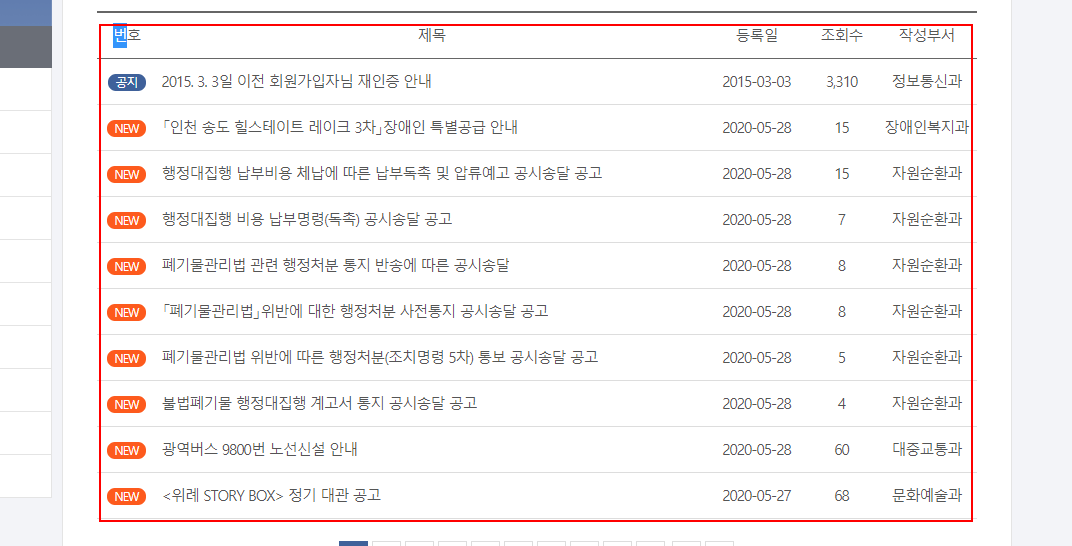 번호 제목 등록일 조회수 작성부서
공지 2015. 3. 3일 이전 회원가입자님 재인증 안내 2015-03-03 3,310 정보통신과
NEW 「인천 송도 힐스테이트 레이크 3차」장애인 특별공급 안내 2020-05-28 15 장애인복지과
NEW 행정대집행 납부비용 체납에 따른 납부독촉 및 압류예고 공시송달 공고 2020-05-28 15 자원순환과
NEW 행정대집행 비용 납부명령(독촉) 공시송달 공고 2020-05-28 7 자원순환과
NEW 폐기물관리법 관련 행정처분 통지 반송에 따른 공시송달 2020-05-28 8 자원순환과
NEW 「폐기물관리법」위반에 대한 행정처분 사전통지 공시송달 공고 2020-05-28 8 자원순환과
NEW 폐기물관리법 위반에 따른 행정처분(조치명령 5차) 통보 공시송달 공고 2020-05-28 5 자원순환과
NEW 불법폐기물 행정대집행 계고서 통지 공시송달 공고 2020-05-28 4 자원순환과
NEW 광역버스 9800번 노선신설 안내 2020-05-28 60 대중교통과
NEW <위례 STORY BOX> 정기 대관 공고 2020-05-27 68 문화예술과